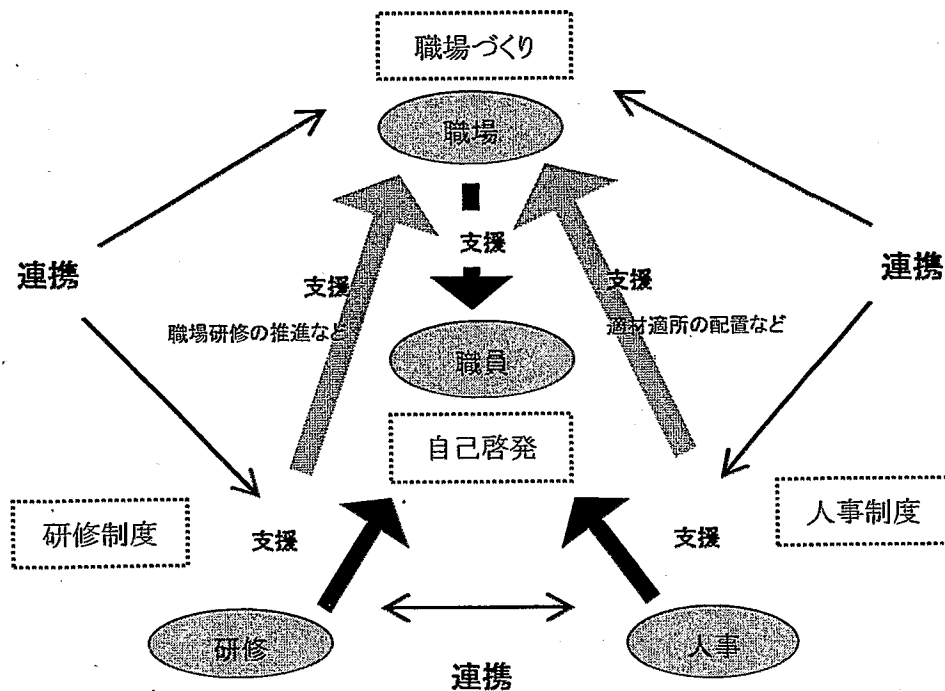 職場づくり
職場
支援
連携
連携
支援
支援
職場研修の推進など
適材適所の配置など
職員
自己啓発
研修制度
人事制度
支援
支援
研修
人事
連携